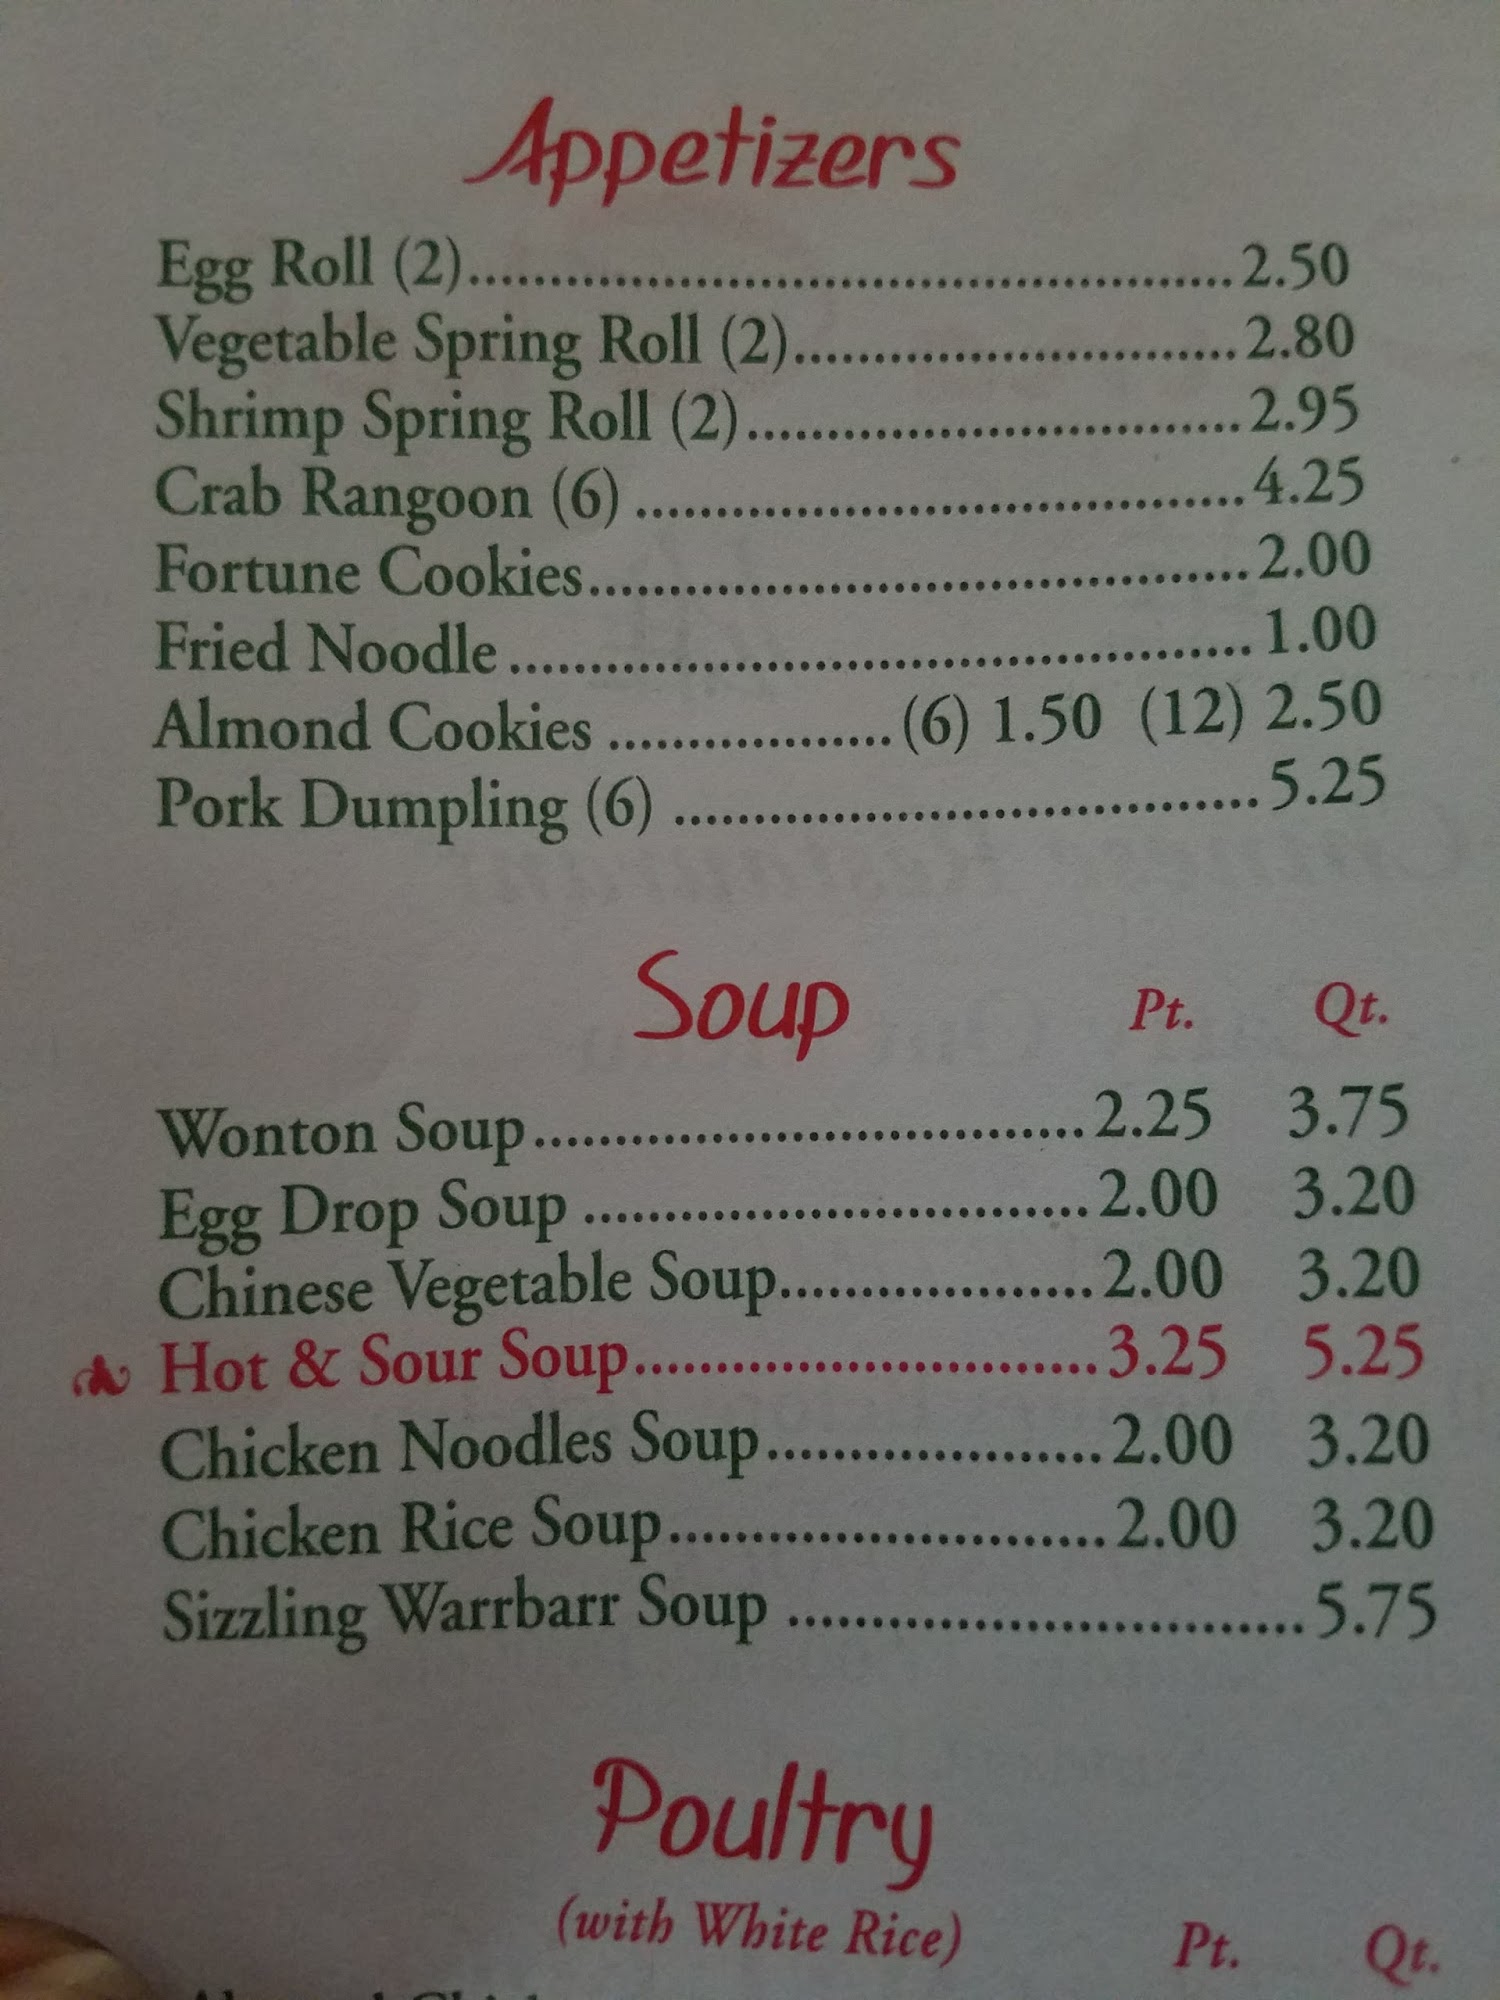 Appetizers
Egg Roll (2)..........2.50
Vegetable Spring Roll (2)..........2.80
Shrimp Spring Roll (2)..........2.95
Crab Rangoon (6) ..........4.25
Fortune Cookies..........2.00
Fried Noodle ..........1.00
Almond Cookies ..........(6) 1.50 (12) 2.50
Pork Dumpling (6) ..........5.25
Soup Pt. Qt.
Wonton Soup..........2.25 3.75
Egg Drop Soup ..........2.00 3.20
Chinese Vegetable Soup..........2.00 3.20
Hot & Sour Soup..........3.25 5.25
Chicken Noodles Soup..........2.00 3.20
Chicken Rice Soup..........2.00 3.20
Sizzling Warrbarr Soup ..........5.75
Poultry
(with White Rice) Pt. Qt.